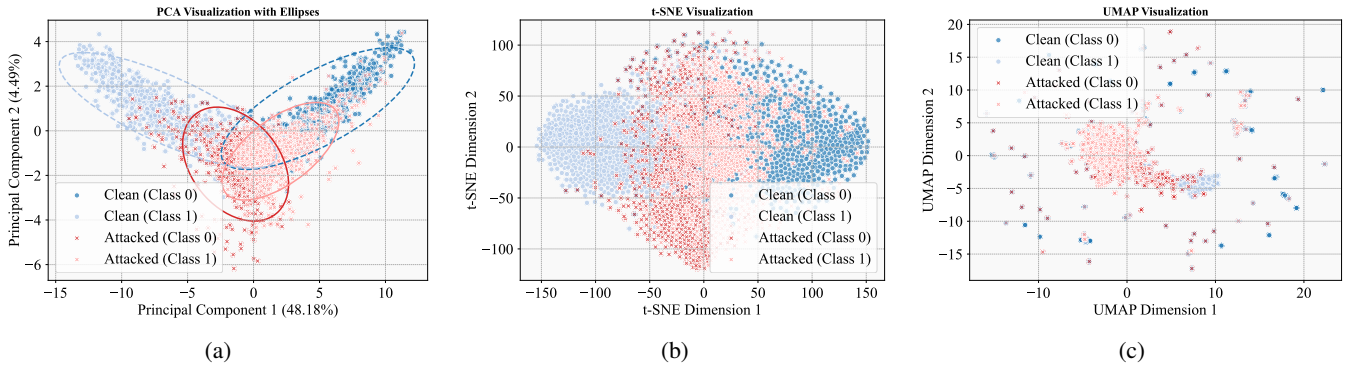 PCA Visualization with Ellipses
4
2
0
−2
−4
−6
Principal Component 2 (4.49%)
Clean (Class 0)
Clean (Class 1)
Attacked (Class 0)
Attacked (Class 1)
−15
−10
−5
0
5
10
Principal Component 1 (48.18%)
(a)
t-SNE Visualization
100
50
0
−50
−100
t-SNE Dimension 2
Clean (Class 0)
Clean (Class 1)
Attacked (Class 0)
Attacked (Class 1)
−150
−100
−50
0
50
100
150
t-SNE Dimension 1
(b)
UMAP Visualization
20
15
10
5
0
−5
−10
−15
UMAP Dimension 2
Clean (Class 0)
Clean (Class 1)
Attacked (Class 0)
Attacked (Class 1)
−10
0
10
20
UMAP Dimension 1
(c)